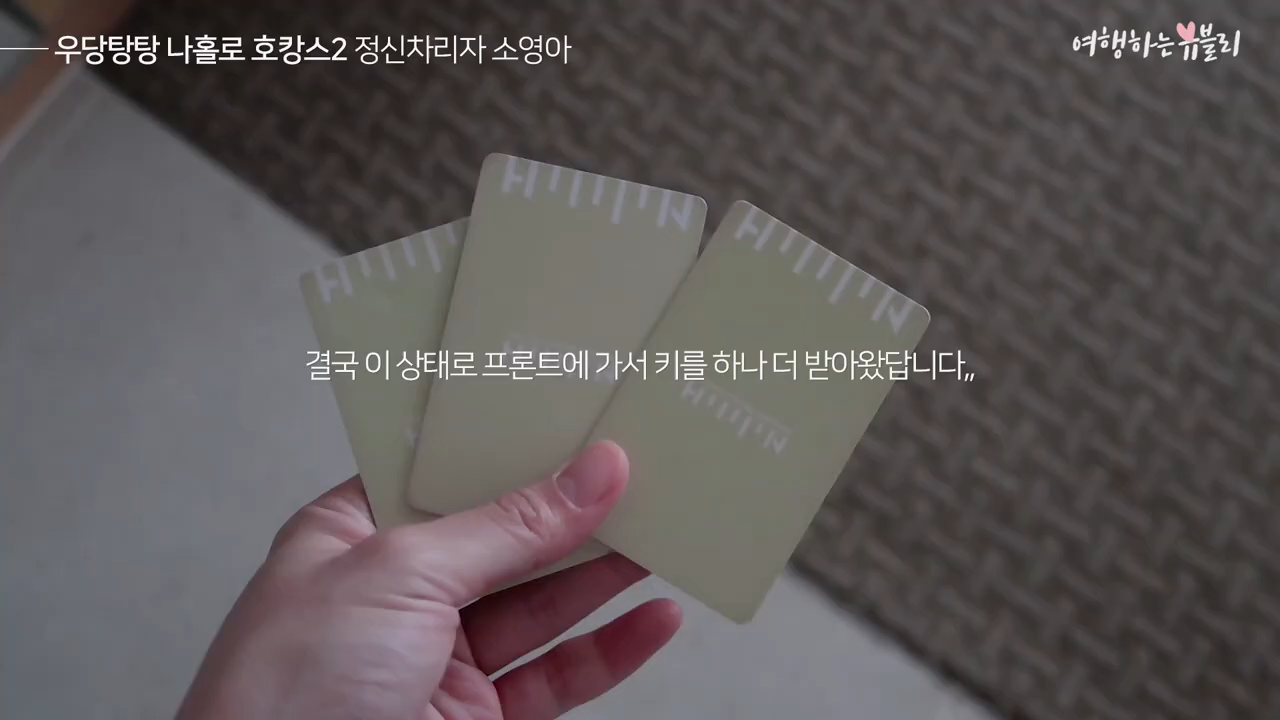 우당탕탕 나홀로 호캉스2 정신차리자 소영아
여행하는 유블리
결국 이 상태로 프론트에 가서 키를 하나 더 받아왔답니다,,